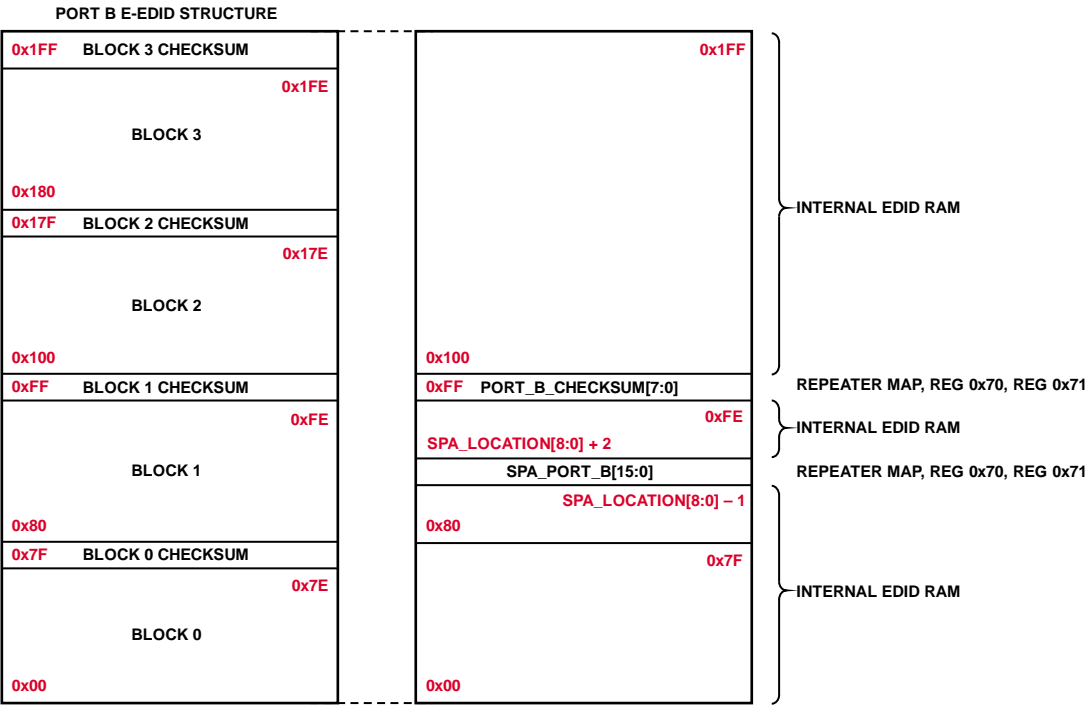 PORT B E-EDID STRUCTURE
0x1FF BLOCK 3 CHECKSUM
0x1FE
BLOCK 3
0x180
0x17F BLOCK 2 CHECKSUM
0x17E
BLOCK 2
0x100
0xFF BLOCK 1 CHECKSUM
0xFE
BLOCK 1
0x80
0x7F BLOCK 0 CHECKSUM
0x7E
BLOCK 0
0x00
0x1FF
0x100
0xFF PORT_B_CHECKSUM[7:0]
0xFE
SPA_LOCATION[8:0] + 2
SPA_PORT_B[15:0]
SPA_LOCATION[8:0] – 1
0x80
0x7F
0x00
INTERNAL EDID RAM
REPEATER MAP, REG 0x70, REG 0x71
INTERNAL EDID RAM
REPEATER MAP, REG 0x70, REG 0x71
INTERNAL EDID RAM